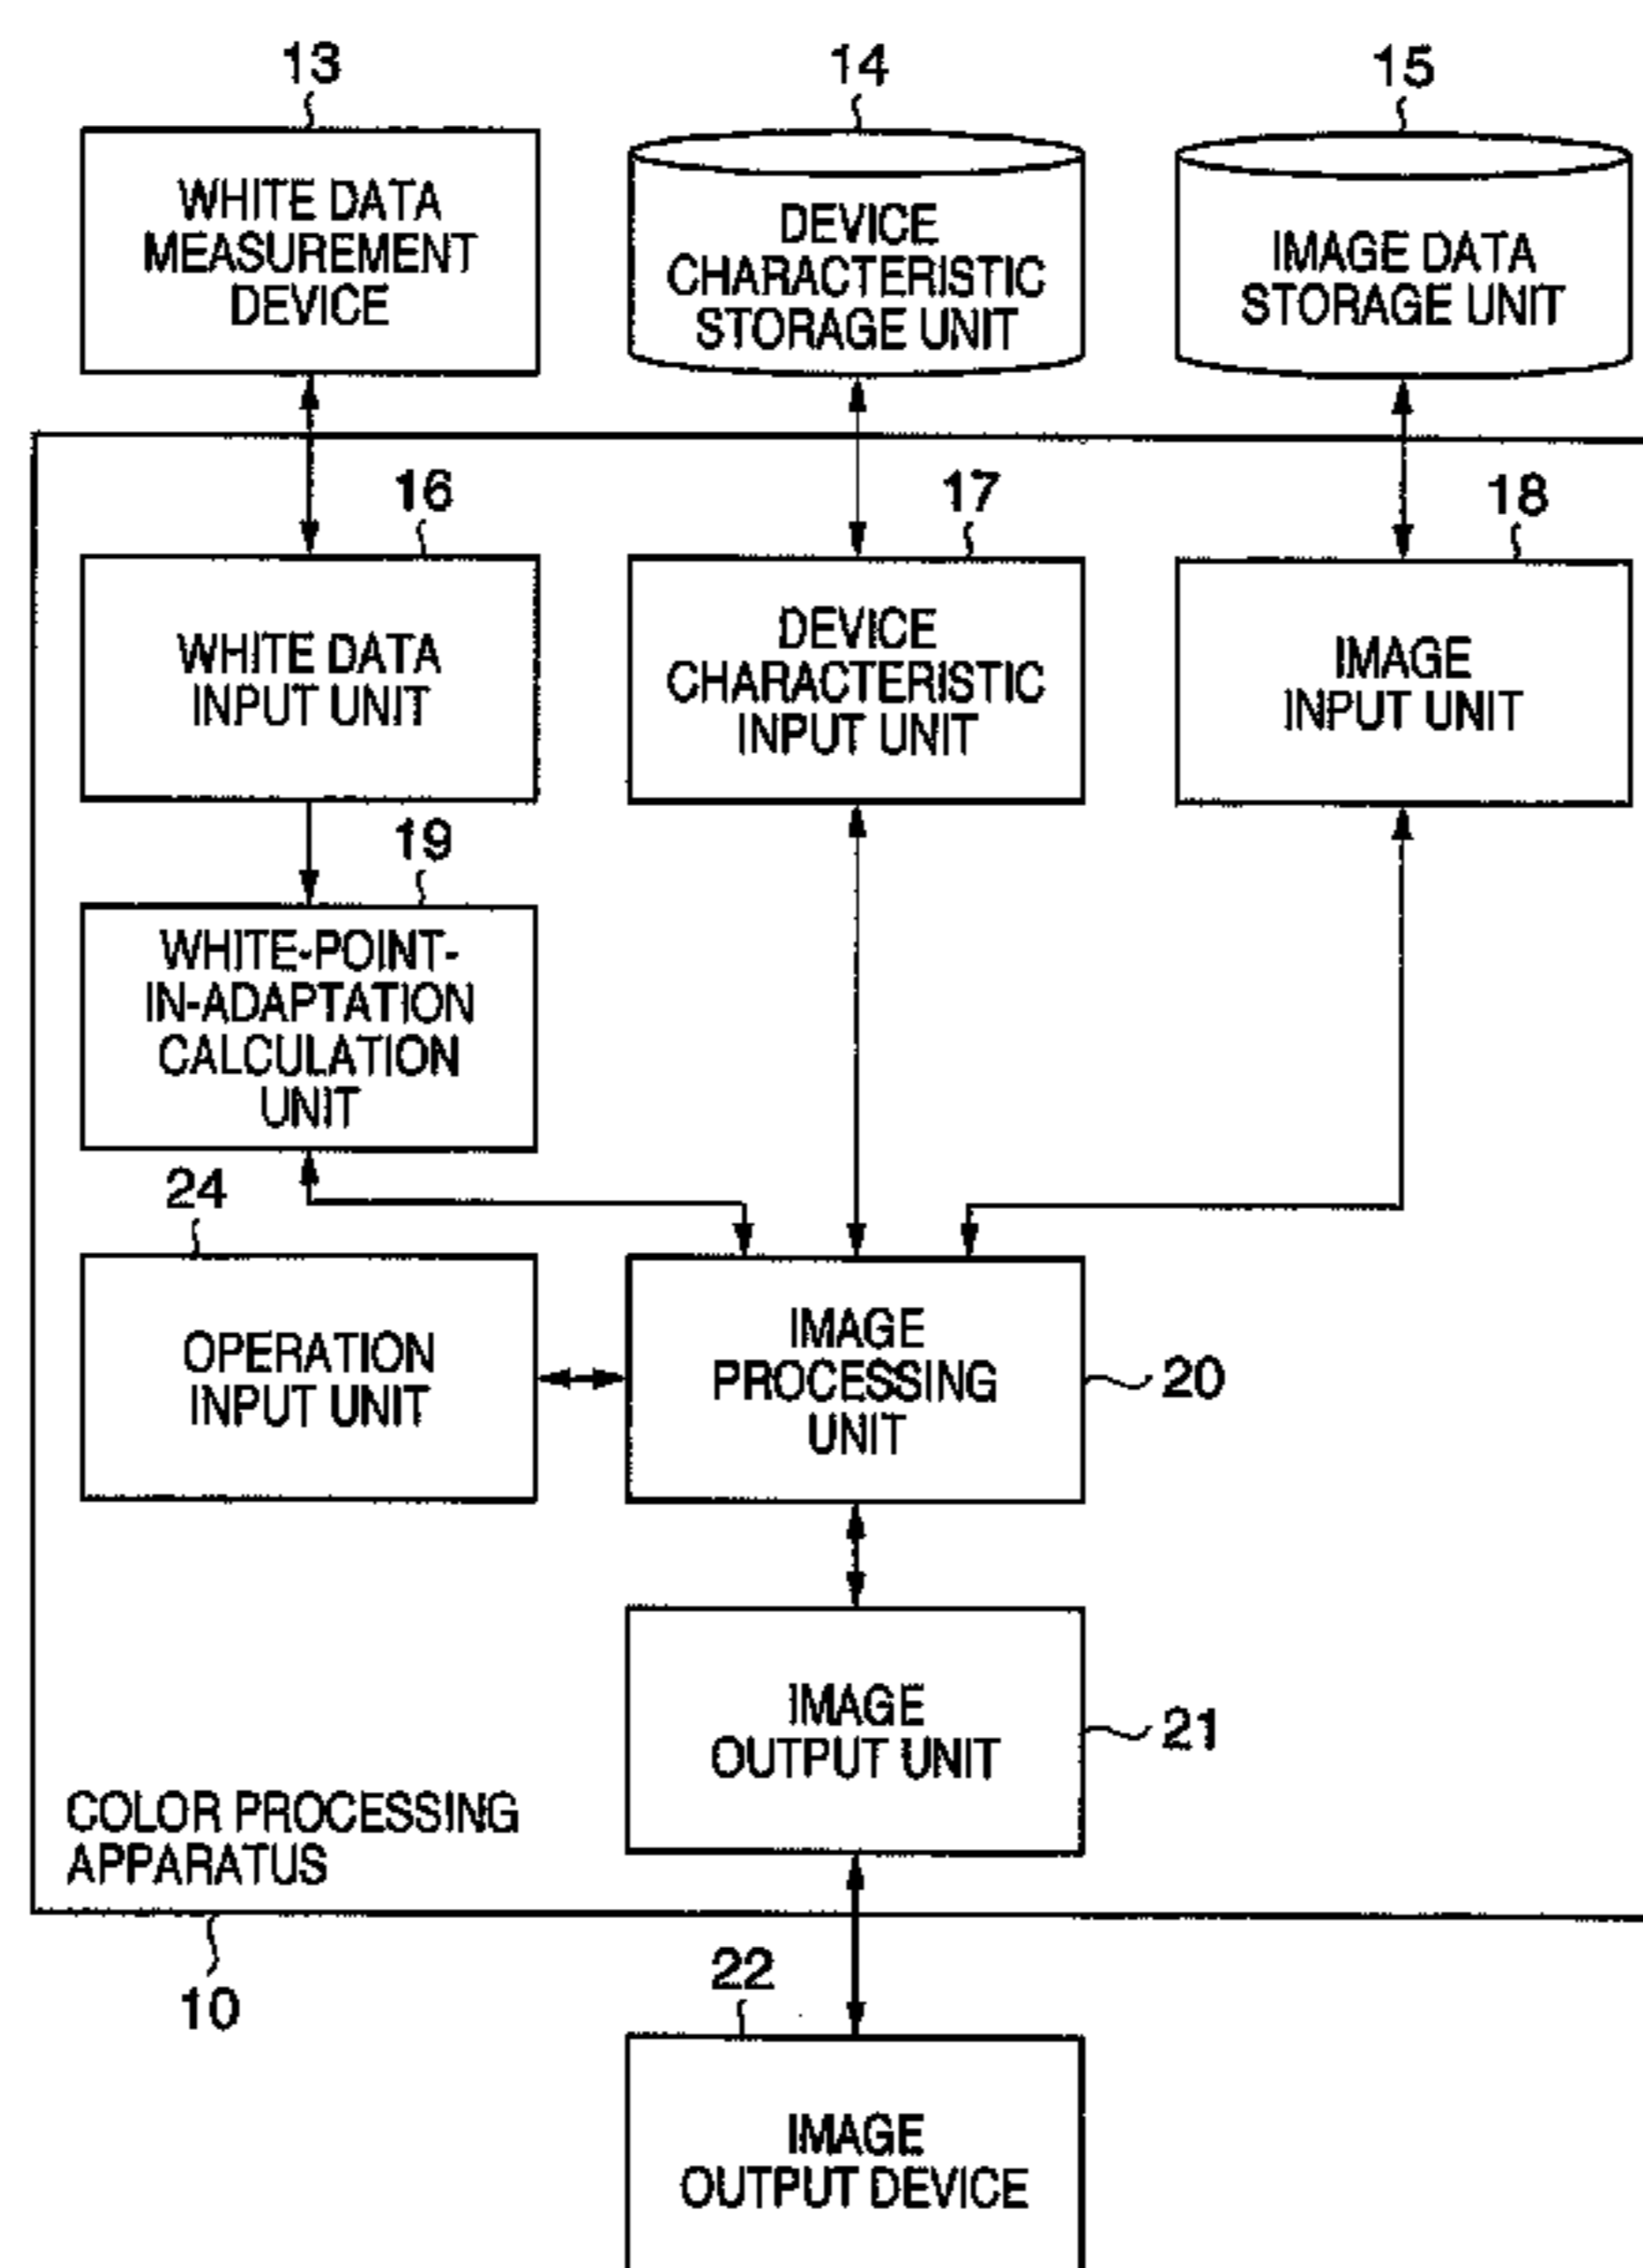 13
14
15
WHITE DATA
MEASUREMENT
DEVICE
DEVICE
CHARACTERISTIC
STORAGE UNIT
IMAGE DATA
STORAGE UNIT
16
17
18
WHITE DATA
INPUT UNIT
DEVICE
CHARACTERISTIC
INPUT UNIT
IMAGE
INPUT UNIT
19
WHITE-POINT-
IN-ADAPTATION
CALCULATION
UNIT
24
OPERATION
INPUT UNIT
IMAGE
PROCESSING
UNIT
20
IMAGE
OUTPUT UNIT
21
COLOR PROCESSING
APPARATUS
10
22
IMAGE
OUTPUT DEVICE